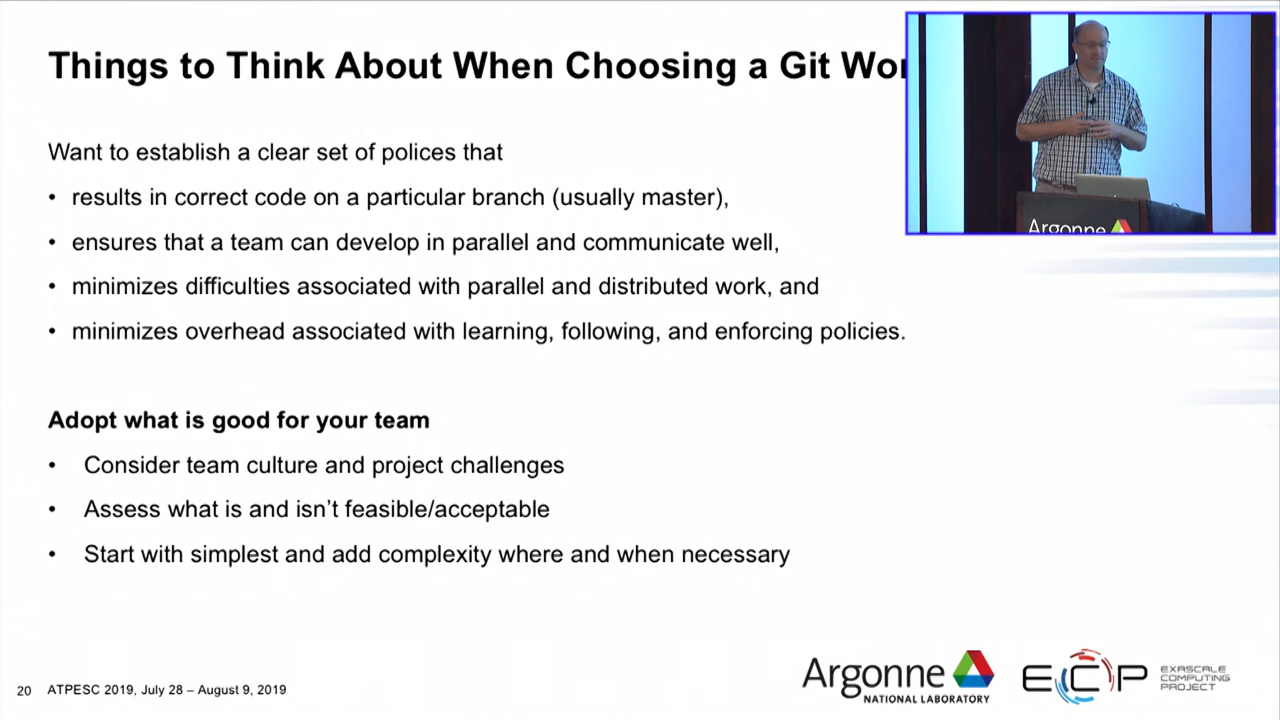 Things to Think About When Choosing a Git
Want to establish a clear set of polices that
• results in correct code on a particular branch (usually master),
• ensures that a team can develop in parallel and communicate well,
• minimizes difficulties associated with parallel and distributed work, and
• minimizes overhead associated with learning, following, and enforcing policies.
Adopt what is good for your team
• Consider team culture and project challenges
• Assess what is and isn’t feasible/acceptable
• Start with simplest and add complexity where and when necessary
20 ATPESC 2019, July 28 – August 9, 2019
Argonne
NATIONAL LABORATORY
ECP
EXASCALE
COMPUTING
PROJECT
Argonne